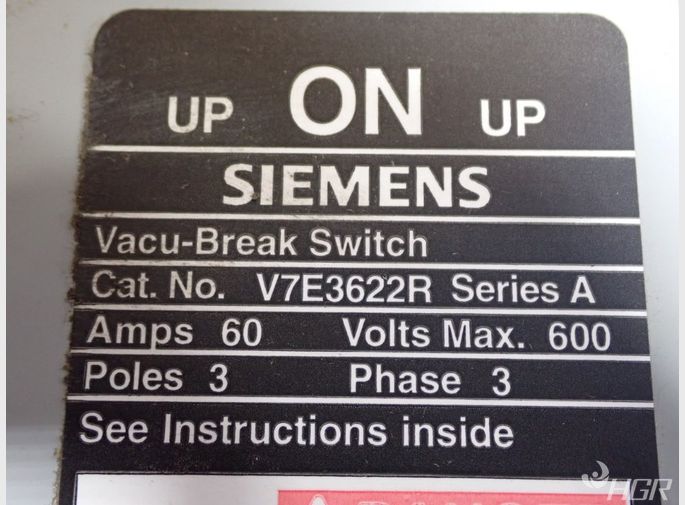 UP ON UP
SIEMENS
Vacu-Break Switch
Cat. No. V7E3622R Series A
Amps 60 Volts Max. 600
Poles 3 Phase 3
See Instructions inside
HGR